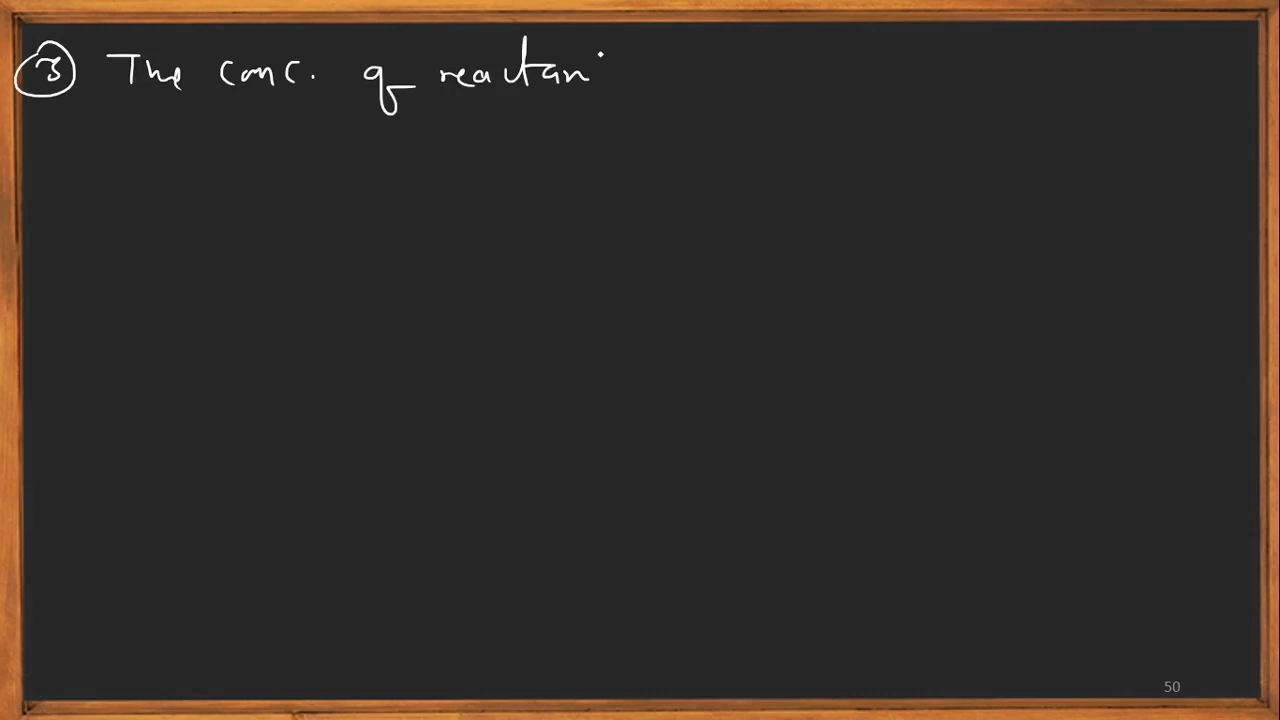 ③ The conc. of reactan
50